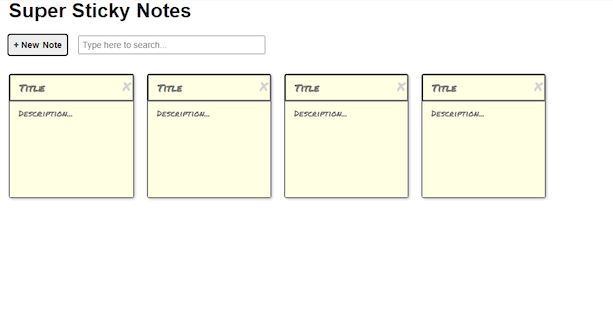 Super Sticky Notes
+ New Note
Type here to search...
Title x
Title x
Title x
Title x
Description...
Description...
Description...
Description...